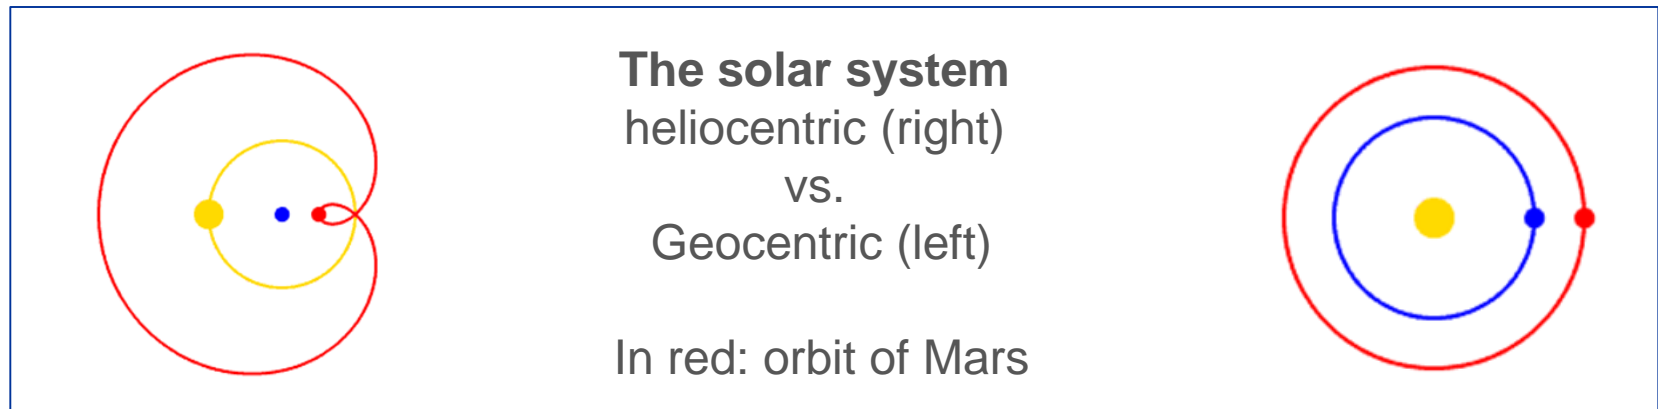 The solar system
heliocentric (right)
vs.
Geocentric (left)
In red: orbit of Mars